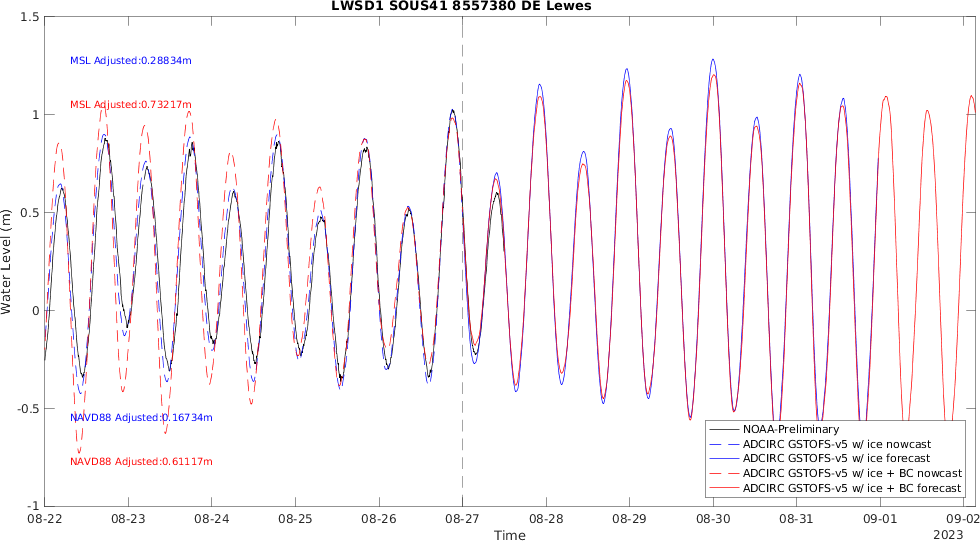 LWSD1 SOUS41 8557380 DE Lewes
1.5
MSL Adjusted:0.28834m
MSL Adjusted:0.73217m
1
0.5
Water Level (m)
0
-0.5
NAVD88 Adjusted:0.16734m
NAVD88 Adjusted:0.61117m
-1
NOAA-Preliminary
ADCIRC GSTOFS-v5 w/ ice nowcast
ADCIRC GSTOFS-v5 w/ ice forecast
ADCIRC GSTOFS-v5 w/ ice + BC nowcast
ADCIRC GSTOFS-v5 w/ ice + BC forecast
08-22 08-23 08-24 08-25 08-26 08-27 08-28 08-29 08-30 08-31 09-01 09-02
Time
2023